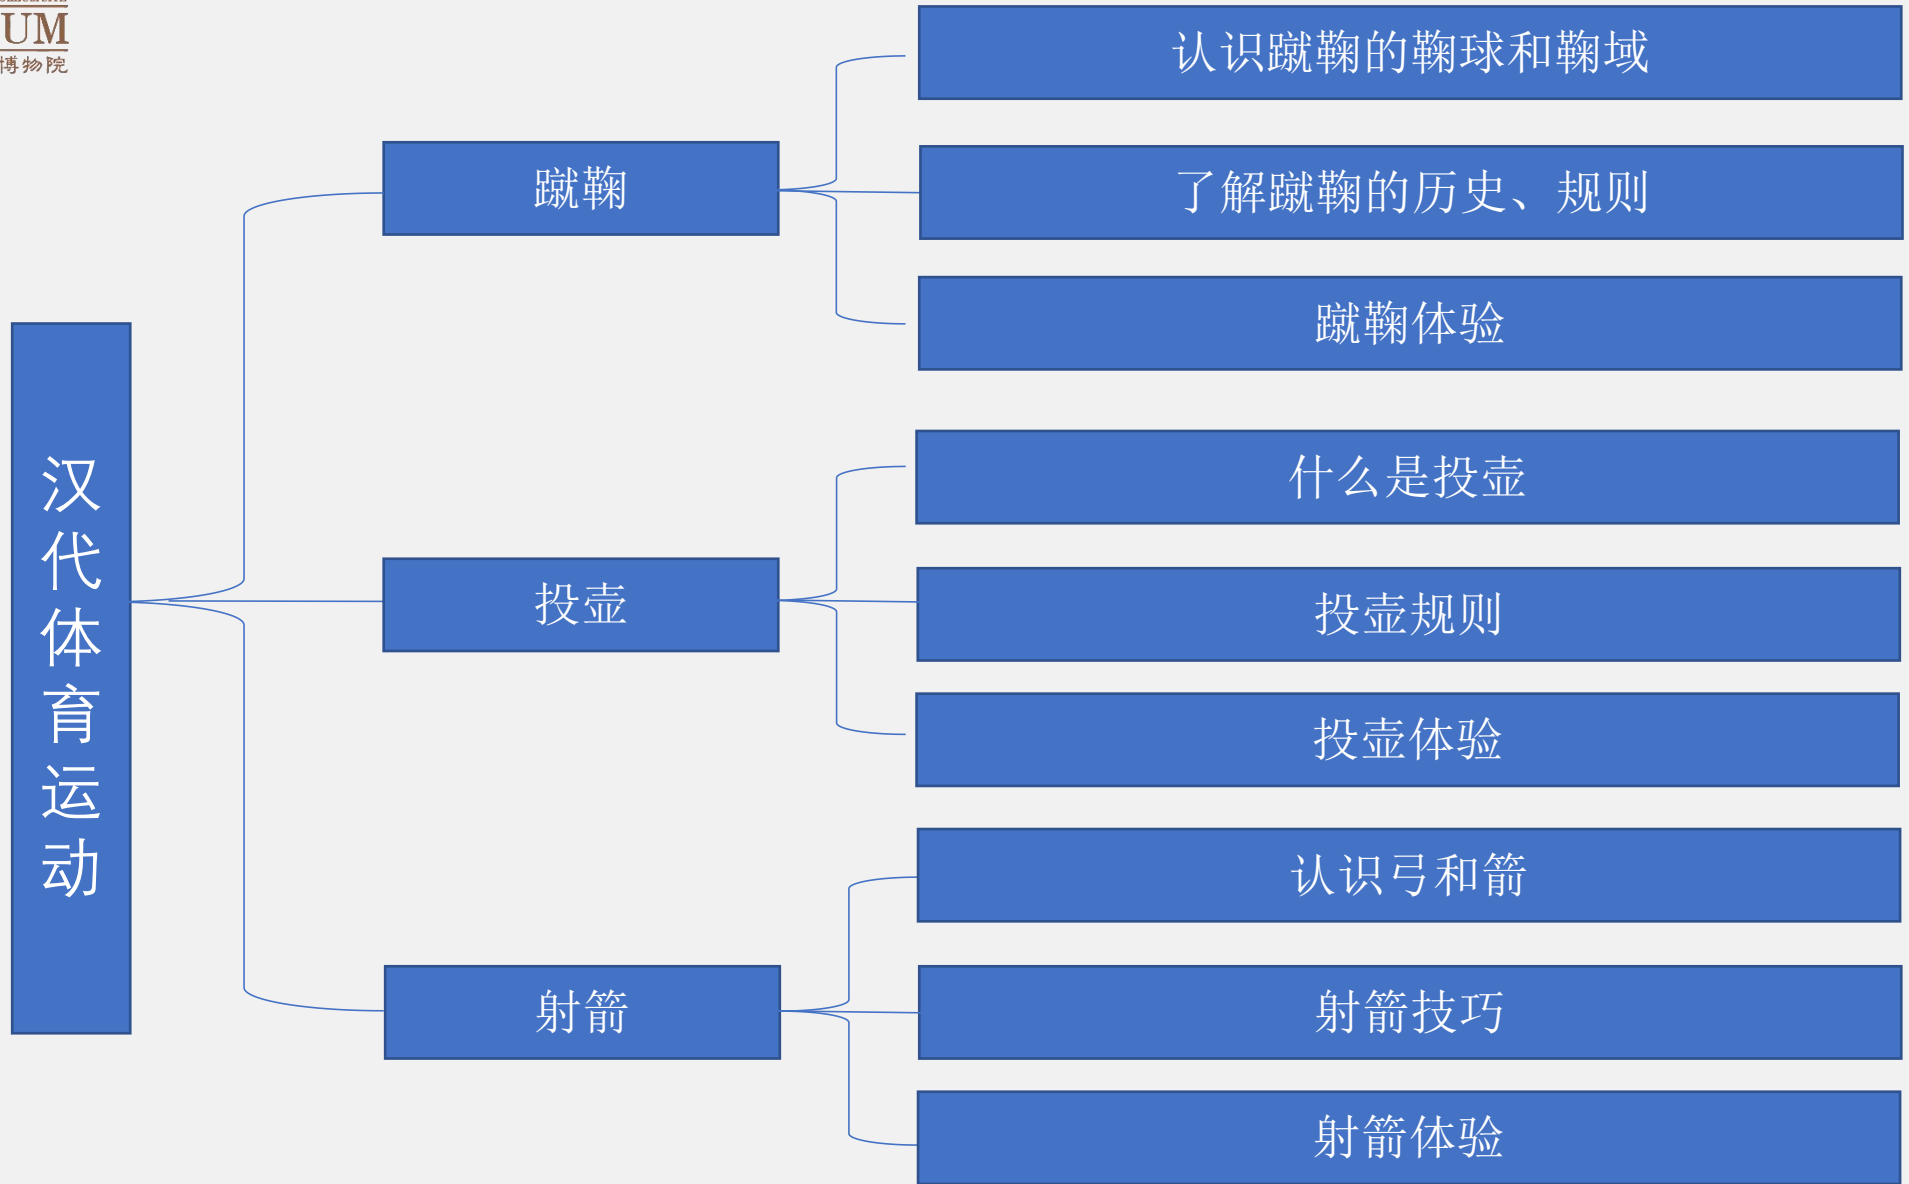 UM
博物院
认识蹴鞠的鞠球和鞠域
蹴鞠
了解蹴鞠的历史、规则
蹴鞠体验
汉代体育运动
什么是投壶
投壶
投壶规则
投壶体验
认识弓和箭
射箭
射箭技巧
射箭体验